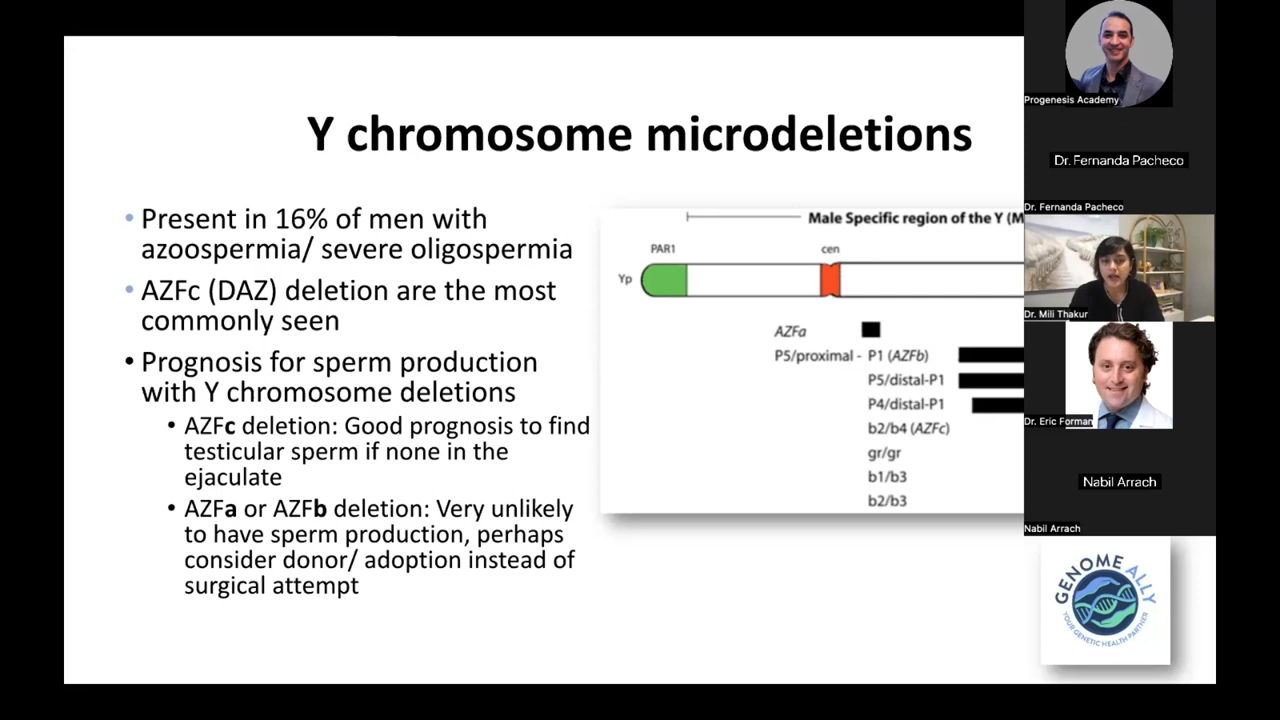 Y chromosome microdeletions
• Present in 16% of men with
azoospermia/ severe oligospermia
• AZFc (DAZ) deletion are the most
commonly seen
• Prognosis for sperm production
with Y chromosome deletions
• AZFc deletion: Good prognosis to find
testicular sperm if none in the
ejaculate
• AZFa or AZFb deletion: Very unlikely
to have sperm production, perhaps
consider donor/ adoption instead of
surgical attempt
Male Specific region of the Y (M
PAR1
cen
Yp
AZFa
P5/proximal - P1 (AZFb)
P5/distal-P1
P4/distal-P1
b2/b4 (AZFc)
gr/gr
b1/b3
b2/b3
Progenesis Academy
Dr. Fernanda Pacheco
Dr. Fernanda Pacheco
Dr. Mili Thakur
Dr. Eric Forman
Nabil Arrach
Nabil Arrach
GENOME ALLY
YOUR GENETIC HEALTH PARTNER